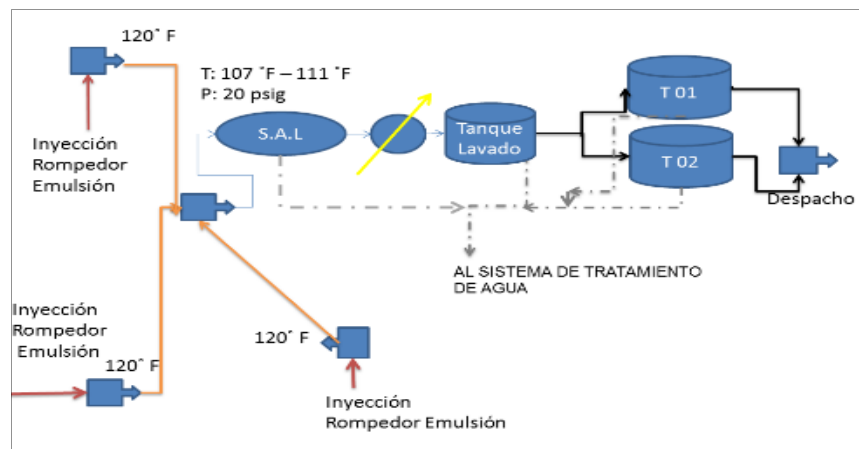 120˚ F
T: 107 ˚F – 111 ˚F
P: 20 psig
Inyección
Rompedor
Emulsión
S.A.L
Tanque
Lavado
T 01
T 02
Despacho
AL SISTEMA DE TRATAMIENTO
DE AGUA
Inyección
Rompedor
Emulsión
120˚ F
120˚ F
Inyección
Rompedor Emulsión